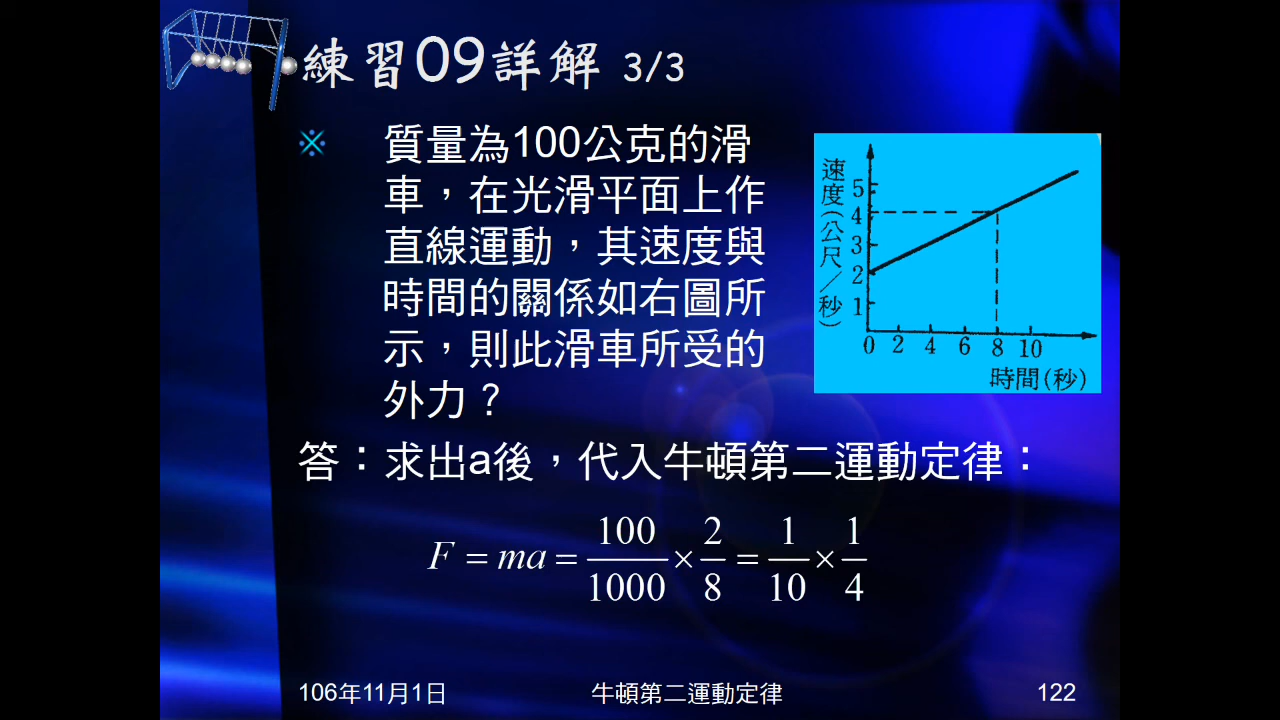 練習09詳解 3/3
※ 質量為100公克的滑
車，在光滑平面上作
直線運動，其速度與
時間的關係如右圖所
示，則此滑車所受的
外力？
速度(公尺/秒)
5
4
3
2
1
0 2 4 6 8 10
時間(秒)
答：求出a後，代入牛頓第二運動定律：
F = ma = 100/1000 × 2/8 = 1/10 × 1/4
106年11月1日 牛頓第二運動定律 122